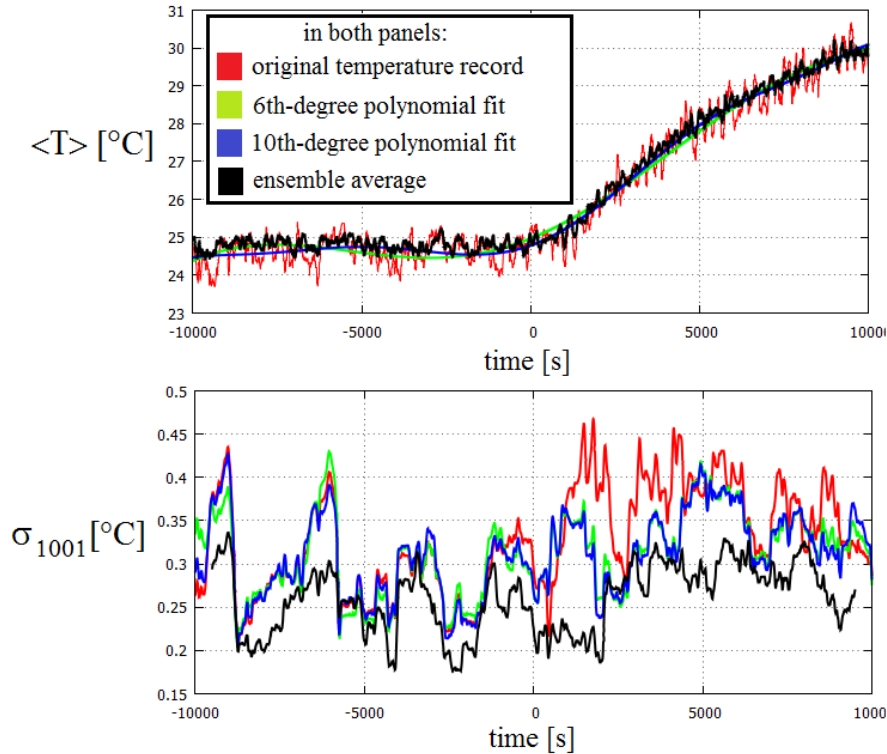 31
30
29
28
27
26
25
24
23
<T> [°C]
in both panels:
original temperature record
6th-degree polynomial fit
10th-degree polynomial fit
ensemble average
-10000 -5000 0 5000 1000
time [s]
0.5
0.45
0.4
0.35
0.3
0.25
0.2
0.15
σ1001[°C]
-10000 -5000 0 5000 1000
time [s]